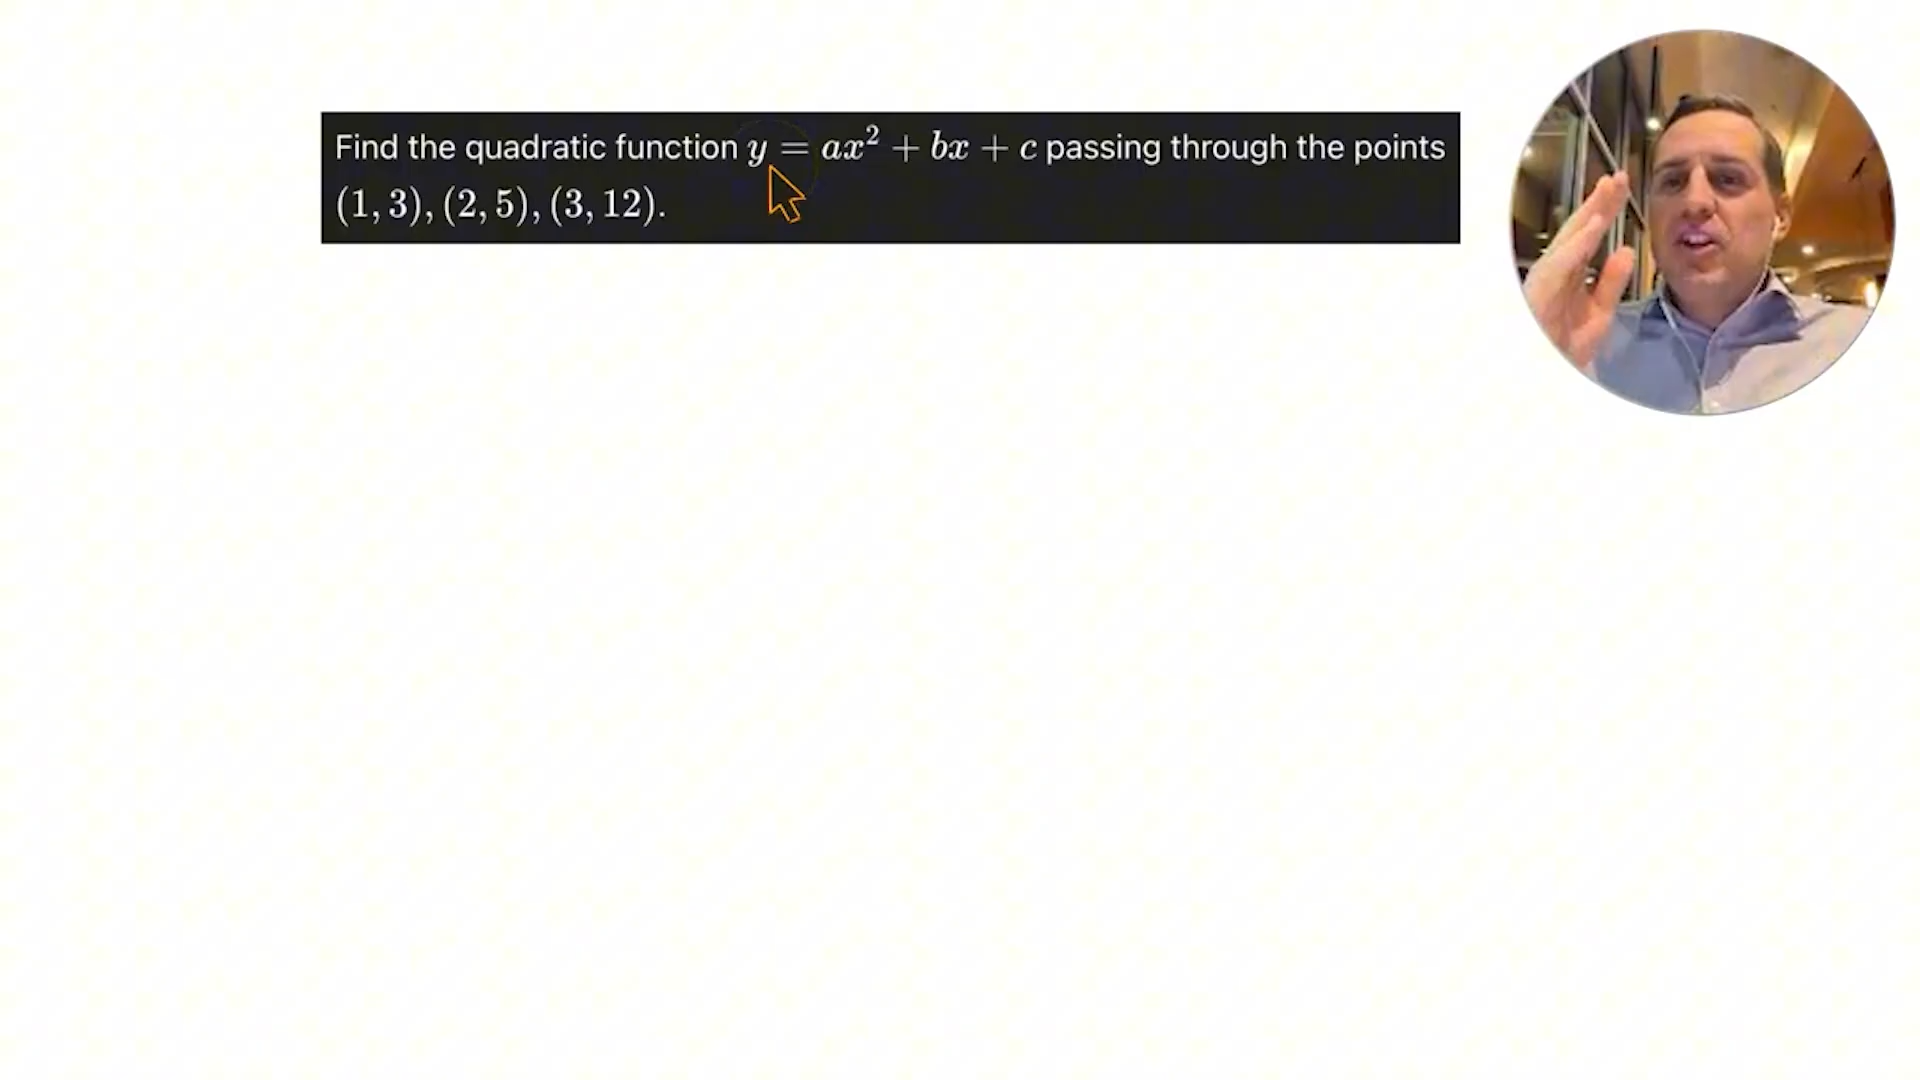 Find the quadratic function y = ax² + bx + c passing through the points
(1, 3), (2, 5), (3, 12).